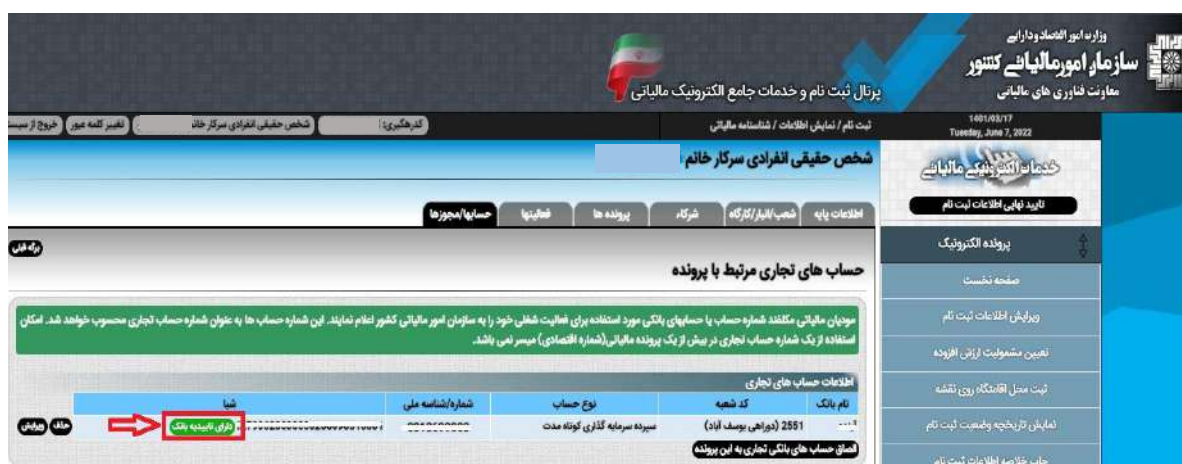 وزارت امور اقتصاد و دارایی
سازمان امور مالیاتی کشور
معاونت فناوری های مالیاتی
پرتال ثبت نام و خدمات جامع الکترونیک مالیاتی
1401/03/17
Tuesday, June 7, 2022
ثبت نام / نمایش اطلاعات / شناسنامه مالیاتی
کدرهگیری:
شخص حقیقی انفرادی سرکار خانم
تغییر کلمه عبور
خروج از سیست
خدمات الکترونیکی مالیاتی
تایید نهایی اطلاعات ثبت نام
پرونده الکترونیک
صفحه نخست
ویرایش اطلاعات ثبت نام
تعیین مشمولیت ارزش افزوده
ثبت محل اقامتگاه روی نقشه
نمایش تاریخچه وضعیت ثبت نام
چاپ خلاصه اطلاعات ثبت نام
شخص حقیقی انفرادی سرکار خانم
اطلاعات پایه
شعب/انبار/کارگاه
شرکاء
پرونده ها
فعالیتها
حسابها/مجوزها
برگه قبلی
حساب های تجاری مرتبط با پرونده
مودیان مالیاتی مکلفند شماره حساب یا حسابهای بانکی مورد استفاده برای فعالیت شغلی خود را به سازمان امور مالیاتی کشور اعلام نمایند. این شماره حساب ها به عنوان شماره حساب تجاری محسوب خواهد شد. امکان
استفاده از یک شماره حساب تجاری در بیش از یک پرونده مالیاتی(شماره اقتصادی) میسر نمی باشد.
اطلاعات حساب های تجاری
نام بانک کد شعبه نوع حساب شماره/شناسه ملی شبا
2551 (دوراهی یوسف آباد) سپرده سرمایه گذاری کوتاه مدت دارای تاییدیه بانک ویرایش حذف
الصاق حساب های بانکی تجاری به این پرونده